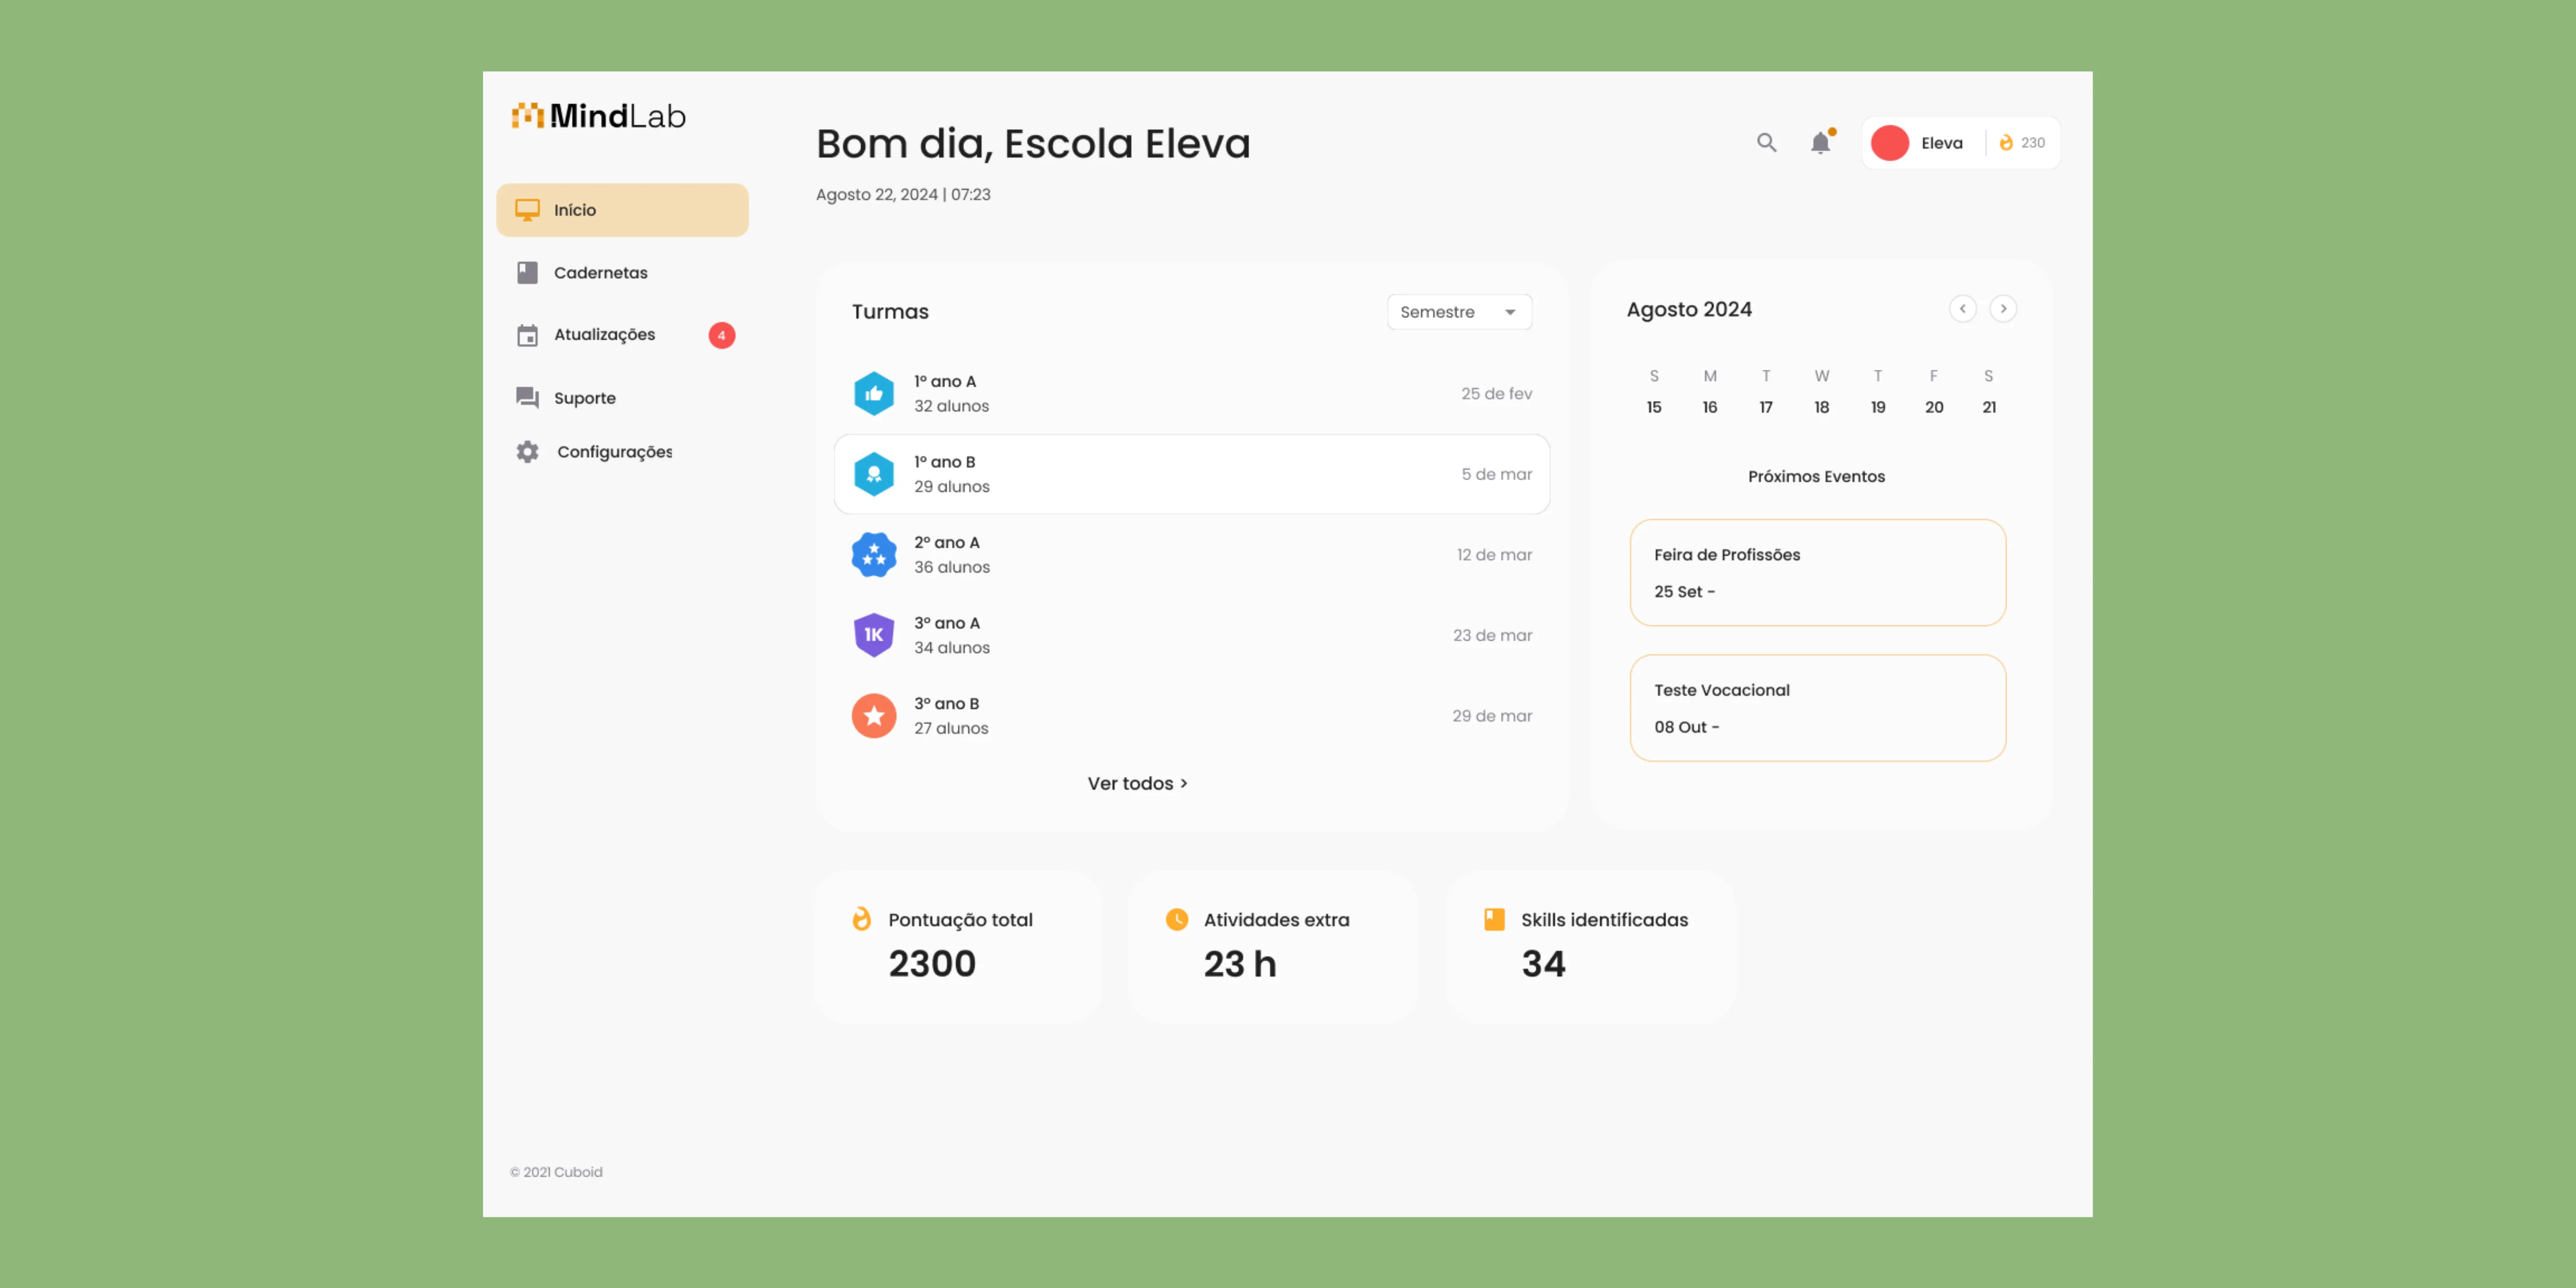 MindLab
Início
Cadernetas
Atualizações 4
Suporte
Configurações
© 2021 Cuboid
Bom dia, Escola Eleva
Agosto 22, 2024 | 07:23
Eleva 230
Turmas
Semestre
1º ano A
32 alunos
25 de fev
1º ano B
29 alunos
5 de mar
2º ano A
36 alunos
12 de mar
1K
3º ano A
34 alunos
23 de mar
3º ano B
27 alunos
29 de mar
Ver todos >
Agosto 2024
S M T W T F S
15 16 17 18 19 20 21
Próximos Eventos
Feira de Profissões
25 Set -
Teste Vocacional
08 Out -
Pontuação total
2300
Atividades extra
23 h
Skills identificadas
34